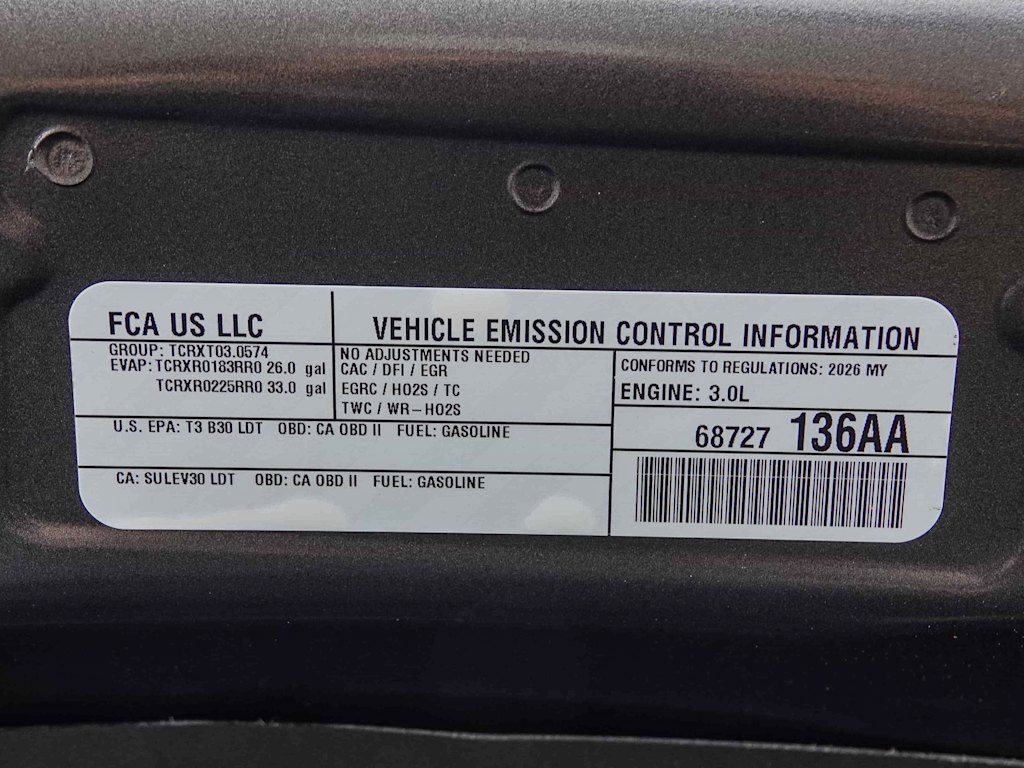 FCA US LLC
VEHICLE EMISSION CONTROL INFORMATION
GROUP: TCRXT03.0574
EVAP: TCRXR0183RR0 26.0 gal
TCRXR0225RR0 33.0 gal
NO ADJUSTMENTS NEEDED
CAC / DFI / EGR
EGRC / HO2S / TC
TWC / WR-HO2S
CONFORMS TO REGULATIONS: 2026 MY
ENGINE: 3.0L
U.S. EPA: T3 B30 LDT OBD: CA OBD II FUEL: GASOLINE
68727 136AA
CA: SULEV30 LDT OBD: CA OBD II FUEL: GASOLINE